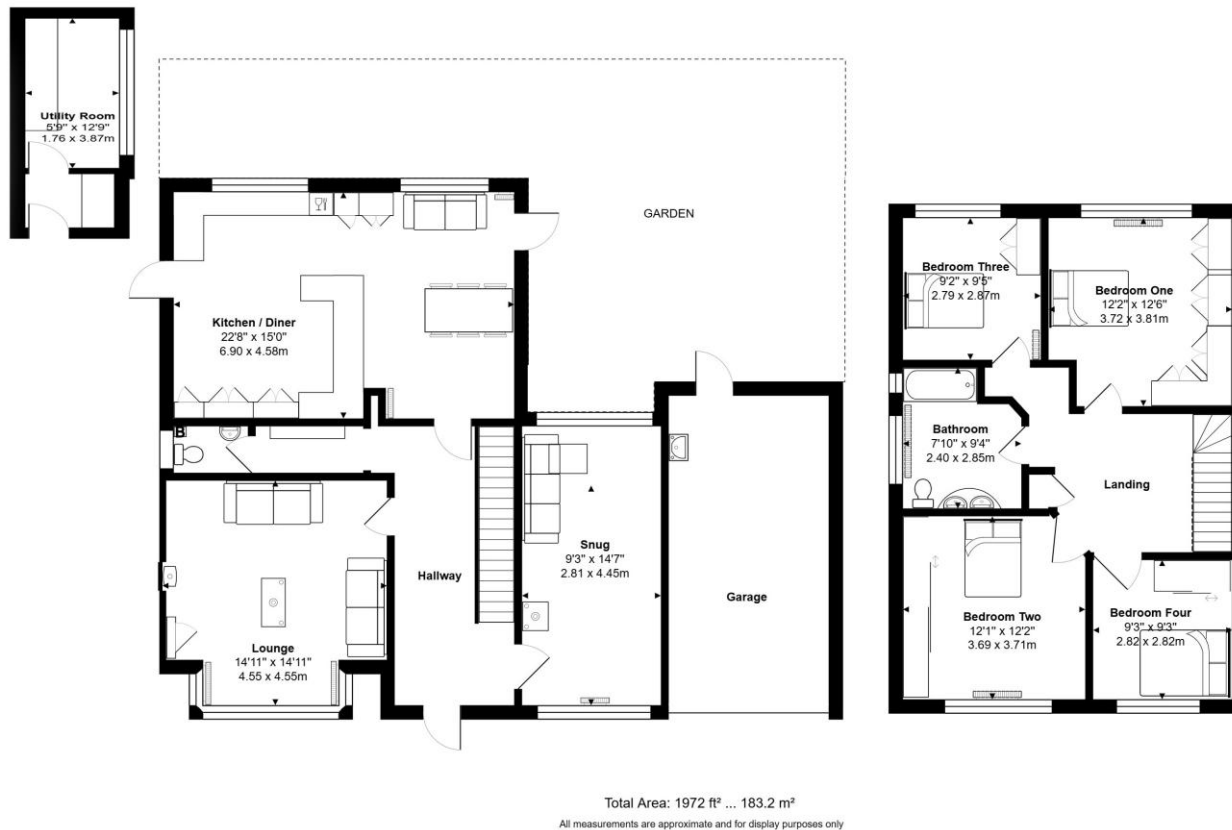 Utility Room
5'9" x 12'9"
1.76 x 3.87m
GARDEN
Kitchen / Diner
22'8" x 15'0"
6.90 x 4.58m
B
Snug
9'3" x 14'7"
2.81 x 4.45m
Hallway
Garage
Lounge
14'11" x 14'11"
4.55 x 4.55m
Bedroom Three
9'2" x 9'5"
2.79 x 2.87m
Bedroom One
12'2" x 12'6"
3.72 x 3.81m
Bathroom
7'10" x 9'4"
2.40 x 2.85m
Landing
Bedroom Two
12'1" x 12'2"
3.69 x 3.71m
Bedroom Four
9'3" x 9'3"
2.82 x 2.82m
Total Area: 1972 ft² ... 183.2 m²
All measurements are approximate and for display purposes only